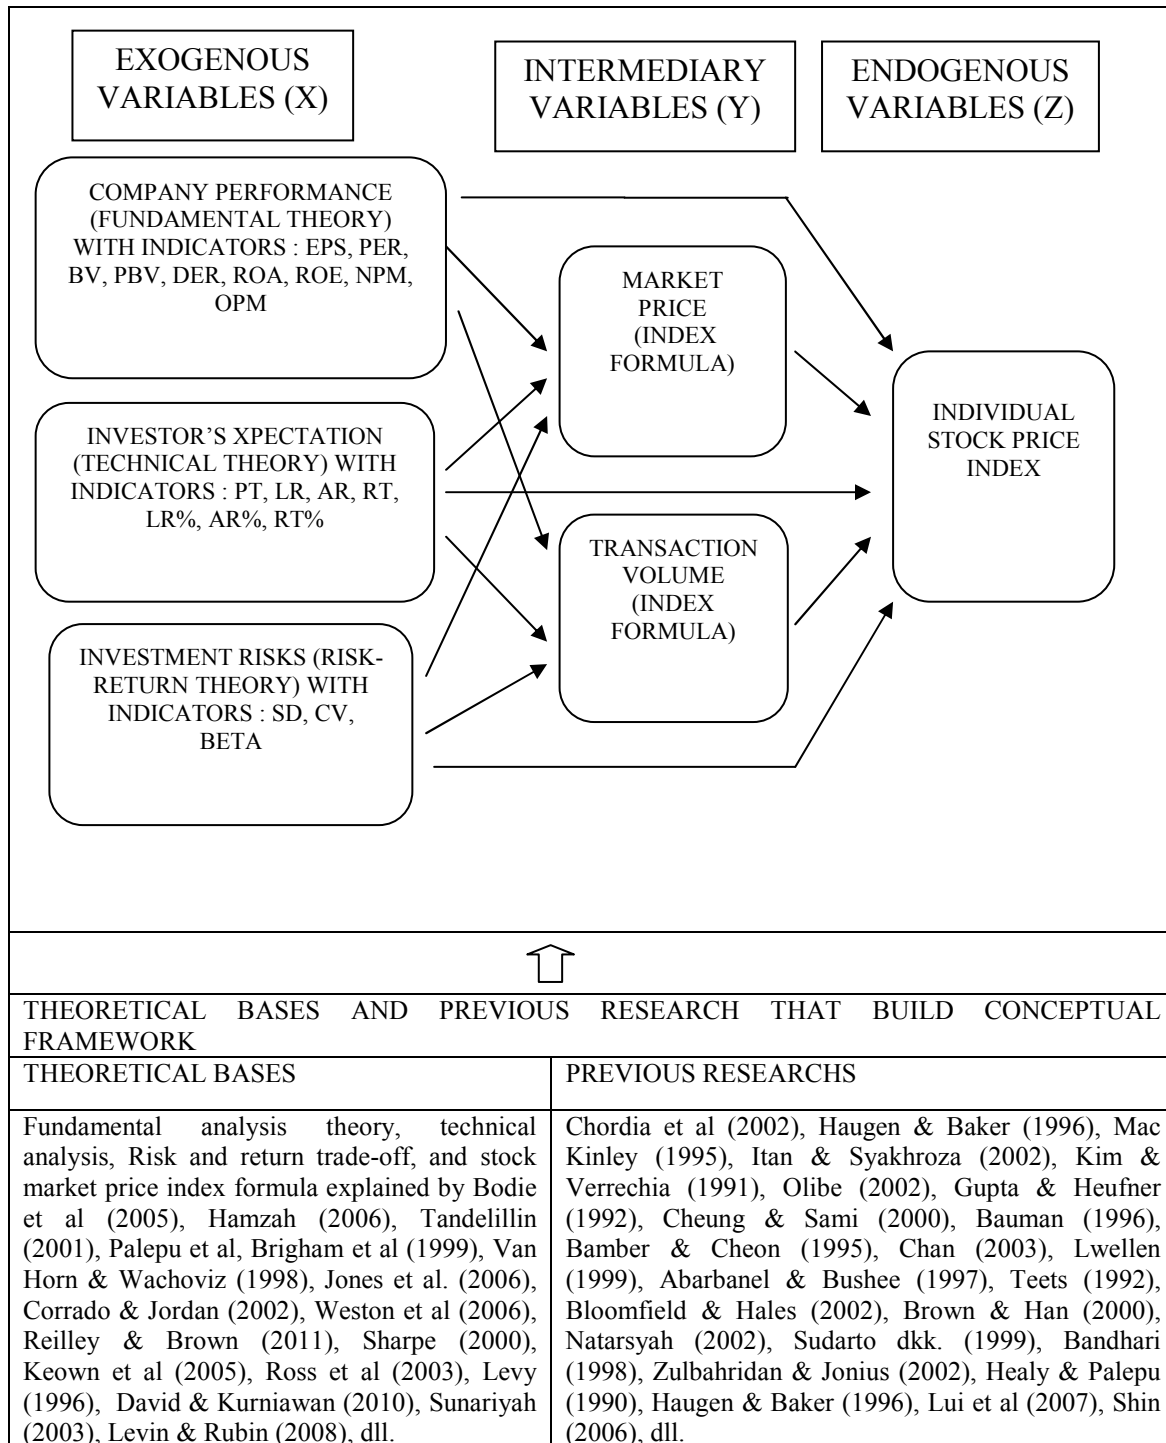 EXOGENOUS
VARIABLES (X)
INTERMEDIARY
VARIABLES (Y)
ENDOGENOUS
VARIABLES (Z)
COMPANY PERFORMANCE
(FUNDAMENTAL THEORY)
WITH INDICATORS : EPS, PER,
BV, PBV, DER, ROA, ROE, NPM,
OPM
MARKET
PRICE
(INDEX
FORMULA)
INDIVIDUAL
STOCK PRICE
INDEX
INVESTOR'S XPECTATION
(TECHNICAL THEORY) WITH
INDICATORS : PT, LR, AR, RT,
LR%, AR%, RT%
TRANSACTION
VOLUME
(INDEX
FORMULA)
INVESTMENT RISKS (RISK-
RETURN THEORY) WITH
INDICATORS : SD, CV,
BETA
THEORETICAL BASES AND PREVIOUS RESEARCH THAT BUILD CONCEPTUAL
FRAMEWORK
THEORETICAL BASES
Fundamental analysis theory, technical
analysis, Risk and return trade-off, and stock
market price index formula explained by Bodie
et al (2005), Hamzah (2006), Tandelillin
(2001), Palepu et al, Brigham et al (1999), Van
Horn & Wachoviz (1998), Jones et al. (2006),
Corrado & Jordan (2002), Weston et al (2006),
Reilley & Brown (2011), Sharpe (2000),
Keown et al (2005), Ross et al (2003), Levy
(1996), David & Kurniawan (2010), Sunariyah
(2003), Levin & Rubin (2008), dll.
PREVIOUS RESEARCHS
Chordia et al (2002), Haugen & Baker (1996), Mac
Kinley (1995), Itan & Syakhroza (2002), Kim &
Verrechia (1991), Olibe (2002), Gupta & Heufner
(1992), Cheung & Sami (2000), Bauman (1996),
Bamber & Cheon (1995), Chan (2003), Lwellen
(1999), Abarbanel & Bushee (1997), Teets (1992),
Bloomfield & Hales (2002), Brown & Han (2000),
Natarsyah (2002), Sudarto dkk. (1999), Bandhari
(1998), Zulbahridan & Jonius (2002), Healy & Palepu
(1990), Haugen & Baker (1996), Lui et al (2007), Shin
(2006), dll.